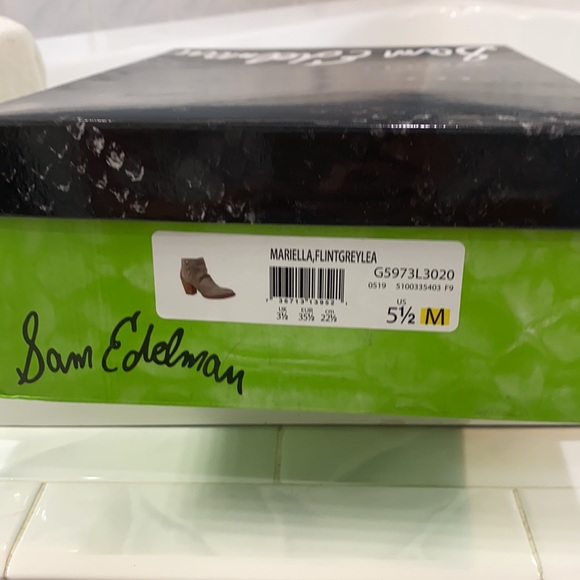 Sam Edelman
MARIELLA,FLINTGREYLEA
G5973L3020
0519 5100335403 F9
UK EUR cm
3½ 35½ 22½
US
5½ M
Sam Edelman